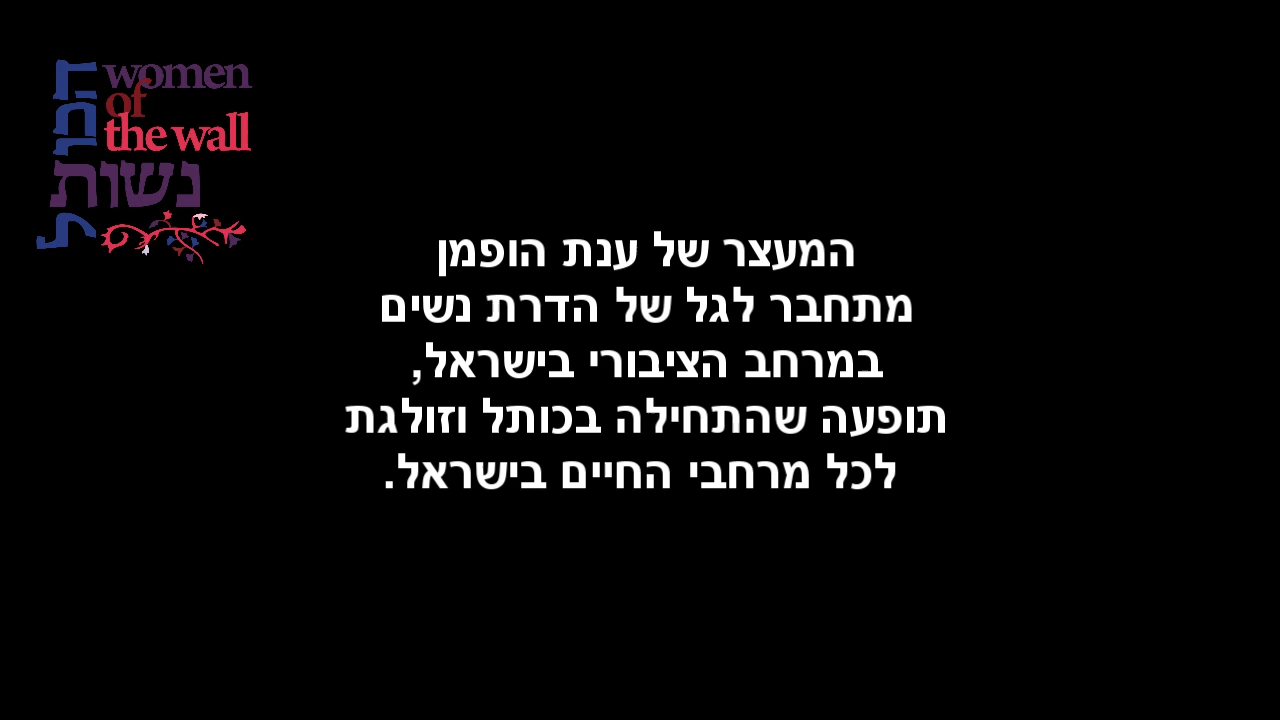 women
of
the wall
נשות
הכותל
המעצר של ענת הופמן
מתחבר לגל של הדרת נשים
במרחב הציבורי בישראל,
תופעה שהתחילה בכותל וזולגת
לכל מרחבי החיים בישראל.